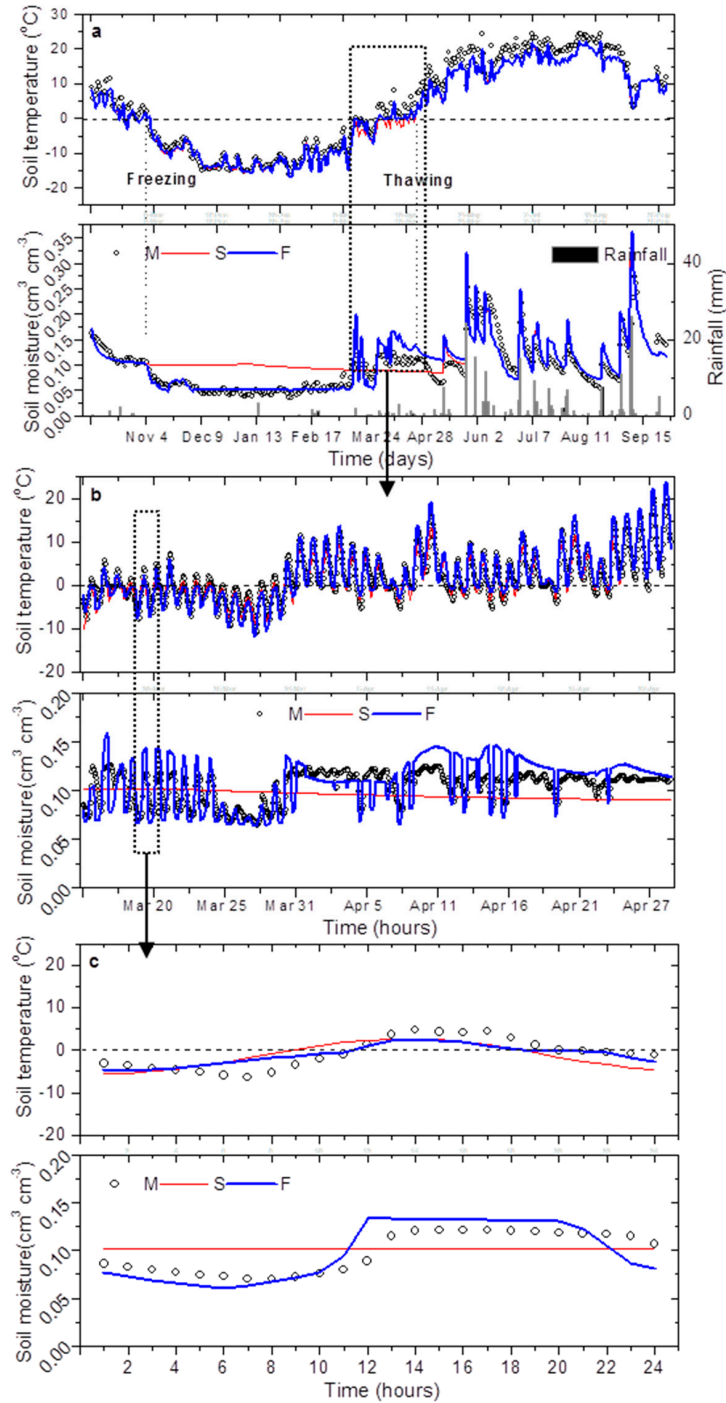 a
Soil temperature (°C)
30
20
10
0
-10
-20
Freezing
Thawing
Soil moisture(cm³ cm⁻³)
0.35
0.30
0.25
0.20
0.15
0.10
0.05
0.00
M S F
Rainfall
Rainfall (mm)
40
20
0
Nov 4 Dec9 Jan 13 Feb 17 Mar 24 Apr 28 Jun 2 Jul 7 Aug 11 Sep 15
Time (days)
b
Soil temperature (°C)
20
10
0
-10
-20
Soil moisture(cm³ cm⁻³)
0.20
0.15
0.10
0.05
0.00
M S F
Mar 20 Mar 25 Mar 31 Apr 5 Apr 11 Apr 16 Apr 21 Apr 27
Time (hours)
c
Soil temperature (°C)
20
10
0
-10
-20
Soil moisture(cm³ cm⁻³)
0.20
0.15
0.10
0.05
0.00
M S F
2 4 6 8 10 12 14 16 18 20 22 24
Time (hours)